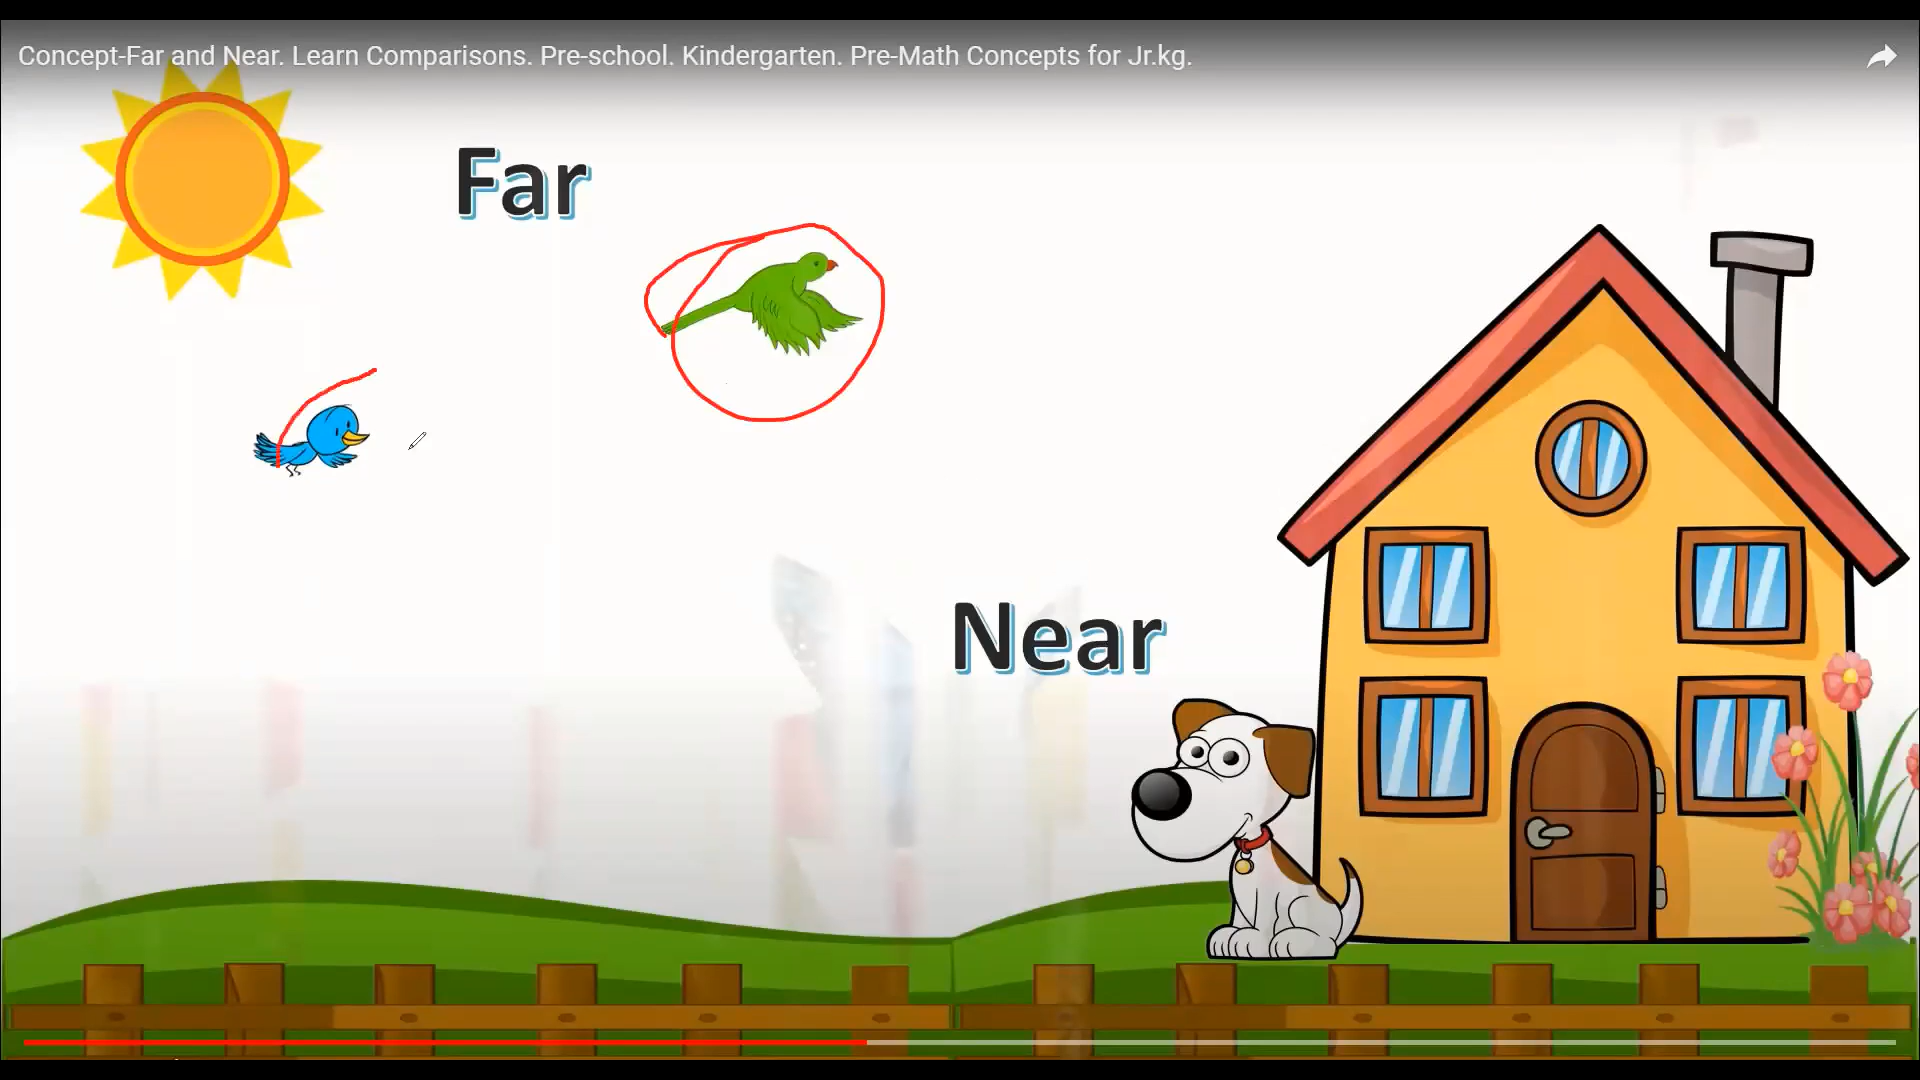 Concept-Far and Near. Learn Comparisons. Pre-school. Kindergarten. Pre-Math Concepts for Jr.kg.
Far
Near